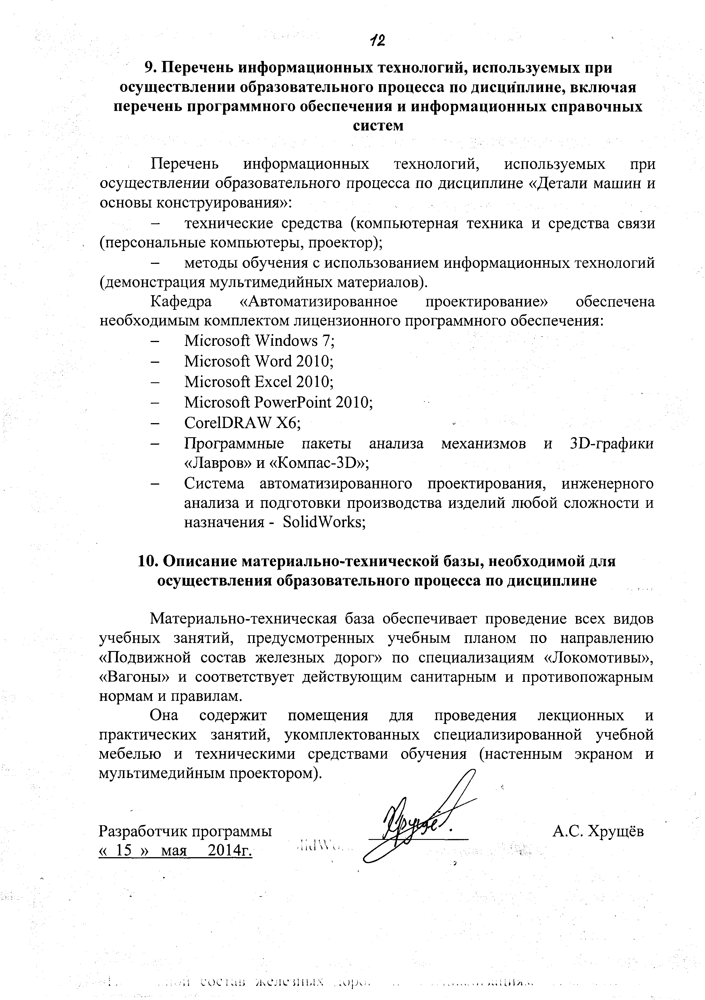 12
9. Перечень информационных технологий, используемых при
осуществлении образовательного процесса по дисциплине, включая
перечень программного обеспечения и информационных справочных
систем
Перечень информационных технологий, используемых при
осуществлении образовательного процесса по дисциплине «Детали машин и
основы конструирования»:
– технические средства (компьютерная техника и средства связи
(персональные компьютеры, проектор);
– методы обучения с использованием информационных технологий
(демонстрация мультимедийных материалов).
Кафедра «Автоматизированное проектирование» обеспечена
необходимым комплектом лицензионного программного обеспечения:
– Microsoft Windows 7;
– Microsoft Word 2010;
– Microsoft Excel 2010;
– Microsoft PowerPoint 2010;
– CorelDRAW X6;
– Программные пакеты анализа механизмов и 3D-графики
«Лавров» и «Компас-3D»;
– Система автоматизированного проектирования, инженерного
анализа и подготовки производства изделий любой сложности и
назначения - SolidWorks;
10. Описание материально-технической базы, необходимой для
осуществления образовательного процесса по дисциплине
Материально-техническая база обеспечивает проведение всех видов
учебных занятий, предусмотренных учебным планом по направлению
«Подвижной состав железных дорог» по специализациям «Локомотивы»,
«Вагоны» и соответствует действующим санитарным и противопожарным
нормам и правилам.
Она содержит помещения для проведения лекционных и
практических занятий, укомплектованных специализированной учебной
мебелью и техническими средствами обучения (настенным экраном и
мультимедийным проектором).
Разработчик программы А.С. Хрущёв
« 15 » мая 2014г.
состав железных